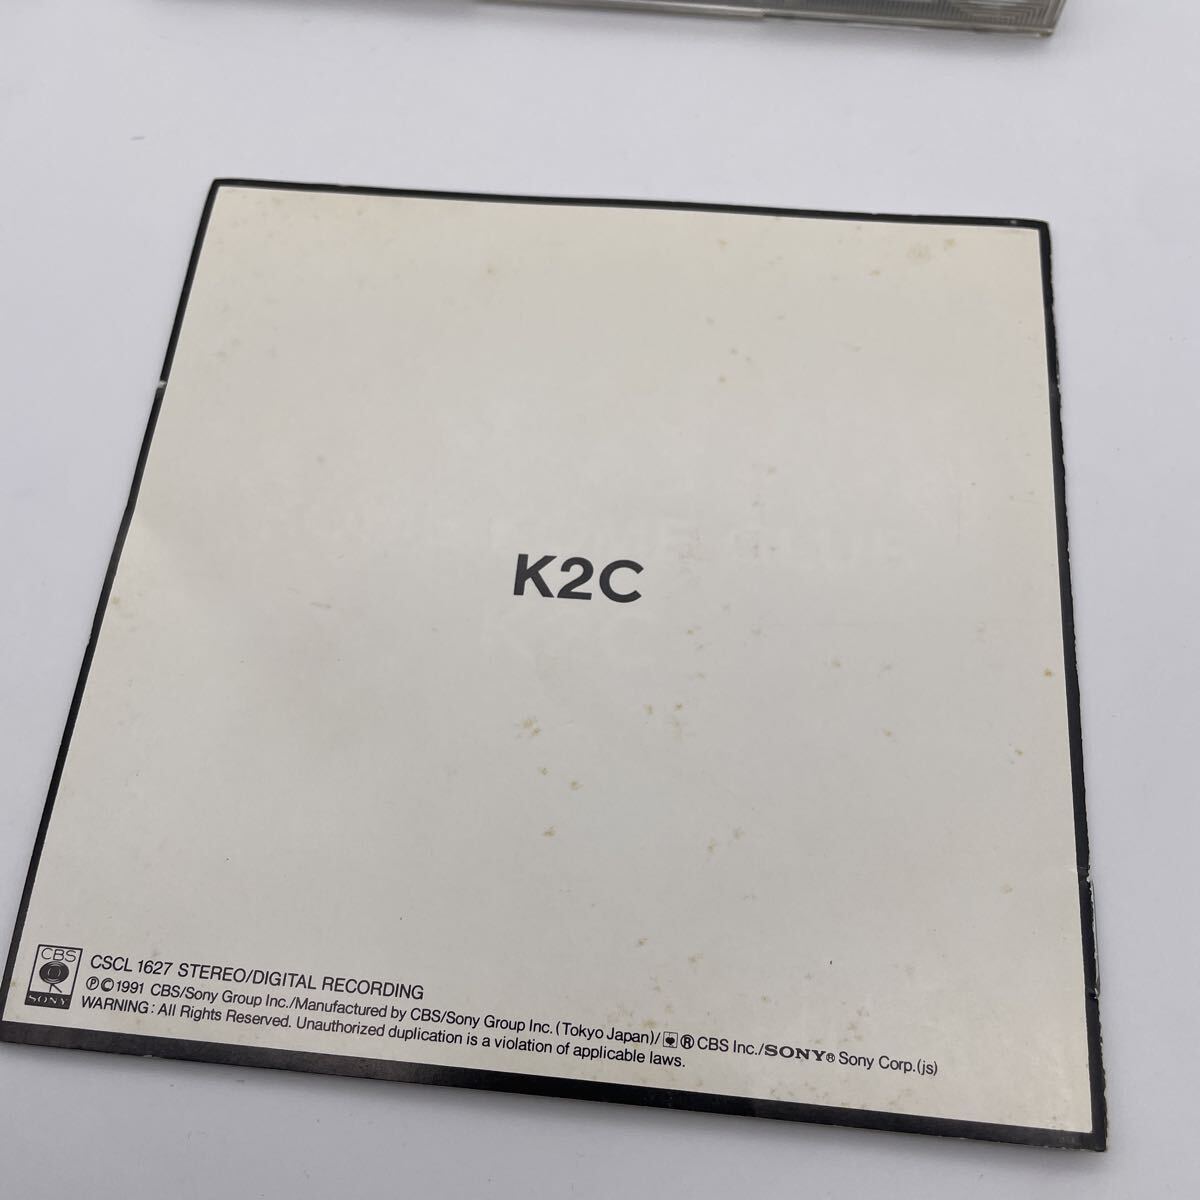 K2C
CBS
SONY
CSCL 1627 STEREO/DIGITAL RECORDING
Ⓟ©1991 CBS/Sony Group Inc./Manufactured by CBS/Sony Group Inc. (Tokyo Japan)/ ® CBS Inc./SONY® Sony Corp.(js)
WARNING: All Rights Reserved. Unauthorized duplication is a violation of applicable laws.